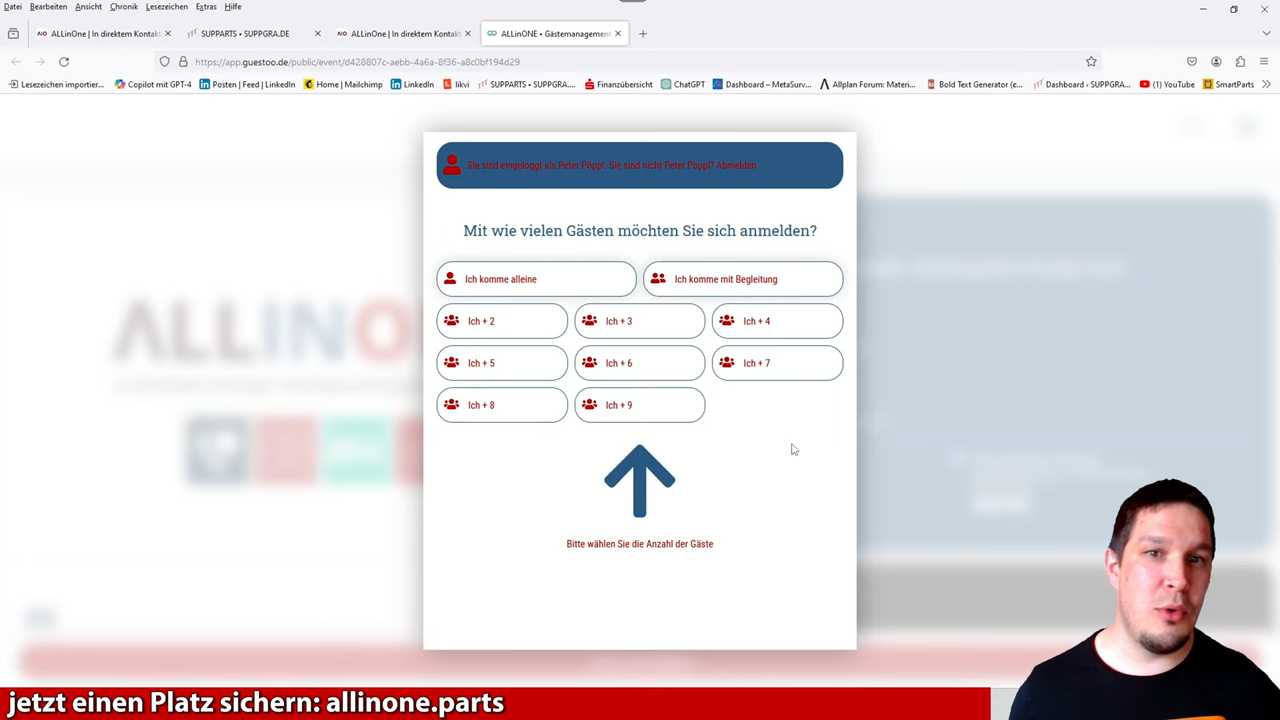 Datei Bearbeiten Ansicht Chronik Lesezeichen Extras Hilfe
ALLinOne | In direktem Kontak
SUPPARTS • SUPPGRA.DE
ALLinOne | In direktem Kontak
ALLinONE • Gästemanagement
https://app.guestoo.de/public/event/d428807c-aebb-4a6a-8f36-a8c0bf194d29
Lesezeichen importier...
Copilot mit GPT-4
Posten | Feed | LinkedIn
Home | Mailchimp
LinkedIn
likvi
SUPPARTS • SUPPGRA....
Finanzübersicht
ChatGPT
Dashboard – MetaSurv...
Allplan Forum: Materi...
Bold Text Generator (c...
Dashboard ‹ SUPPGRA....
(1) YouTube
SmartParts
Sie sind eingeloggt als Peter Pöppl. Sie sind nicht Peter Pöppl? Abmelden
Mit wie vielen Gästen möchten Sie sich anmelden?
Ich komme alleine
Ich komme mit Begleitung
Ich + 2
Ich + 3
Ich + 4
Ich + 5
Ich + 6
Ich + 7
Ich + 8
Ich + 9
Bitte wählen Sie die Anzahl der Gäste
ALLINO
jetzt einen Platz sichern: allinone.parts